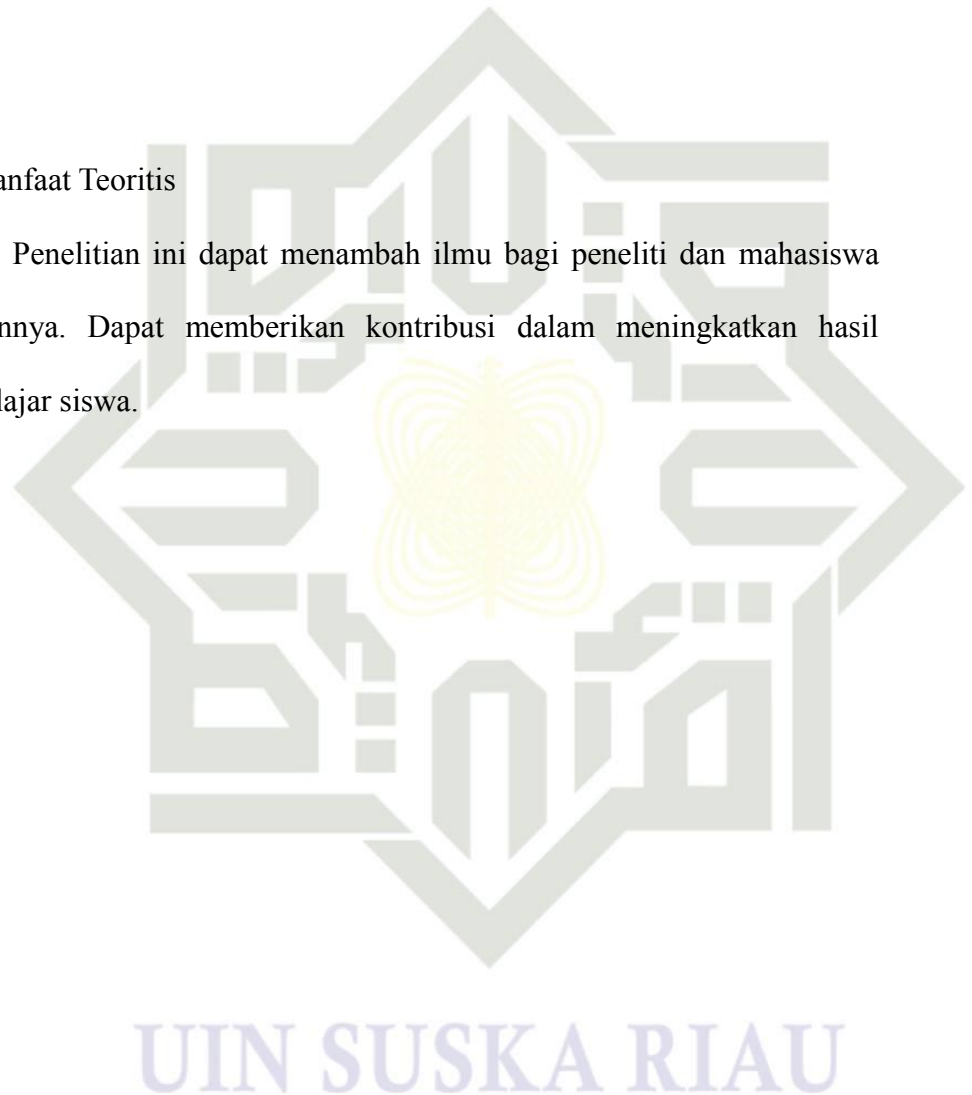 anfaat Teoritis
Penelitian ini dapat menambah ilmu bagi peneliti dan mahasiswa
nnya. Dapat memberikan kontribusi dalam meningkatkan hasil
lajar siswa.
UIN SUSKA RIAU